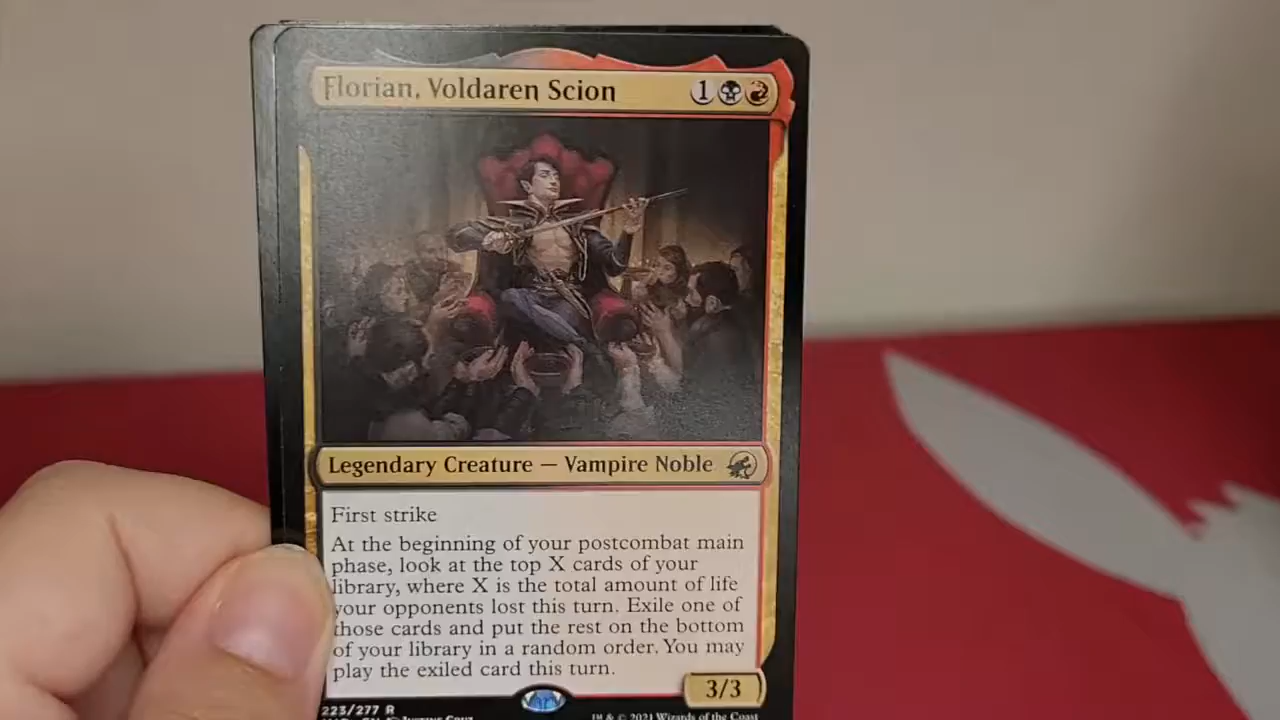 Florian, Voldaren Scion 1
Legendary Creature — Vampire Noble
First strike
At the beginning of your postcombat main
phase, look at the top X cards of your
library, where X is the total amount of life
your opponents lost this turn. Exile one of
those cards and put the rest on the bottom
of your library in a random order. You may
play the exiled card this turn.
3/3
223/277 R
™ & © 2021 Wizards of the Coast